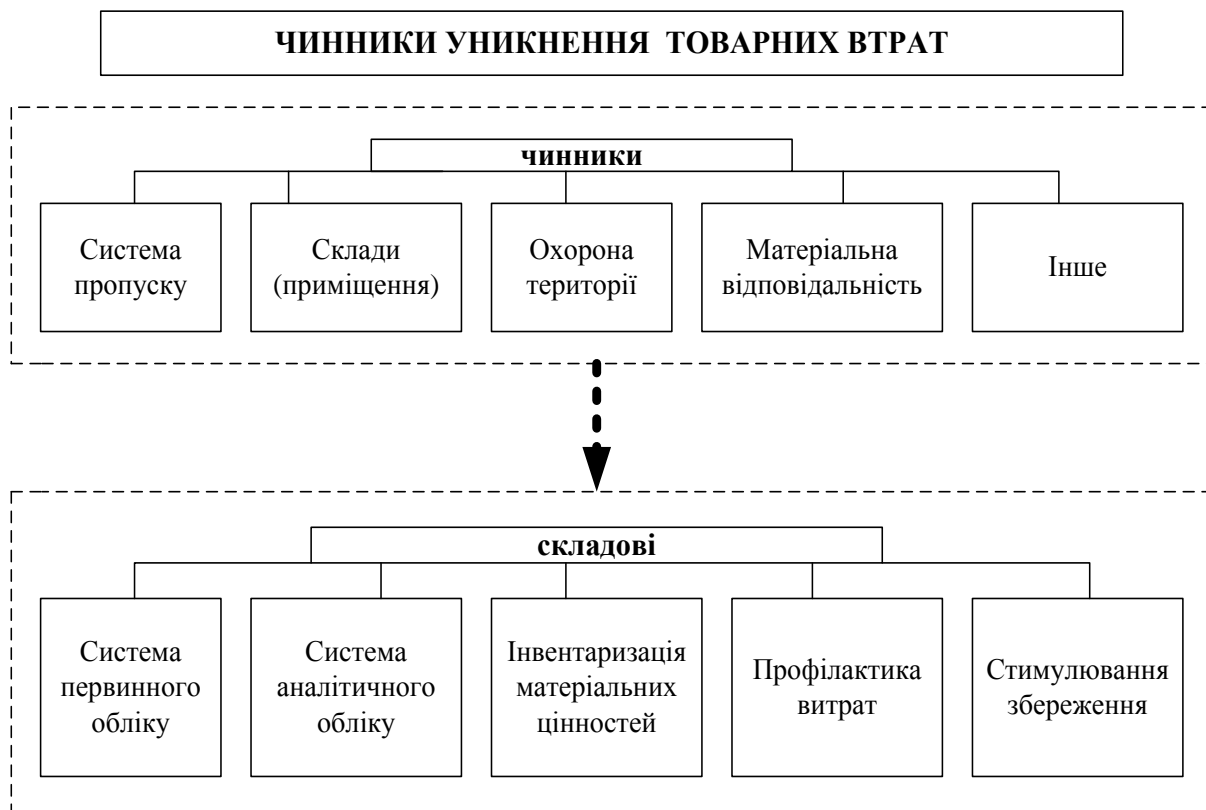 ЧИННИКИ УНИКНЕННЯ ТОВАРНИХ ВТРАТ
чинники
Система
пропуску
Склади
(приміщення)
Охорона
території
Матеріальна
відповідальність
Інше
складові
Система
первинного
обліку
Система
аналітичного
обліку
Інвентаризація
матеріальних
цінностей
Профілактика
витрат
Стимулювання
збереження